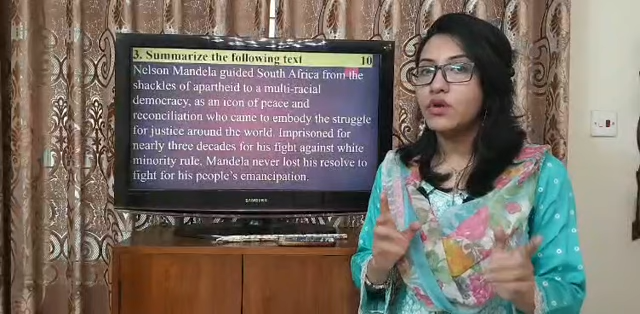 3. Summarize the following text 10
Nelson Mandela guided South Africa from the
shackles of apartheid to a multi-racial
democracy, as an icon of peace and
reconciliation who came to embody the struggle
for justice around the world. Imprisoned for
nearly three decades for his fight against white
minority rule, Mandela never lost his resolve to
fight for his people's emancipation.
SAMSUNG